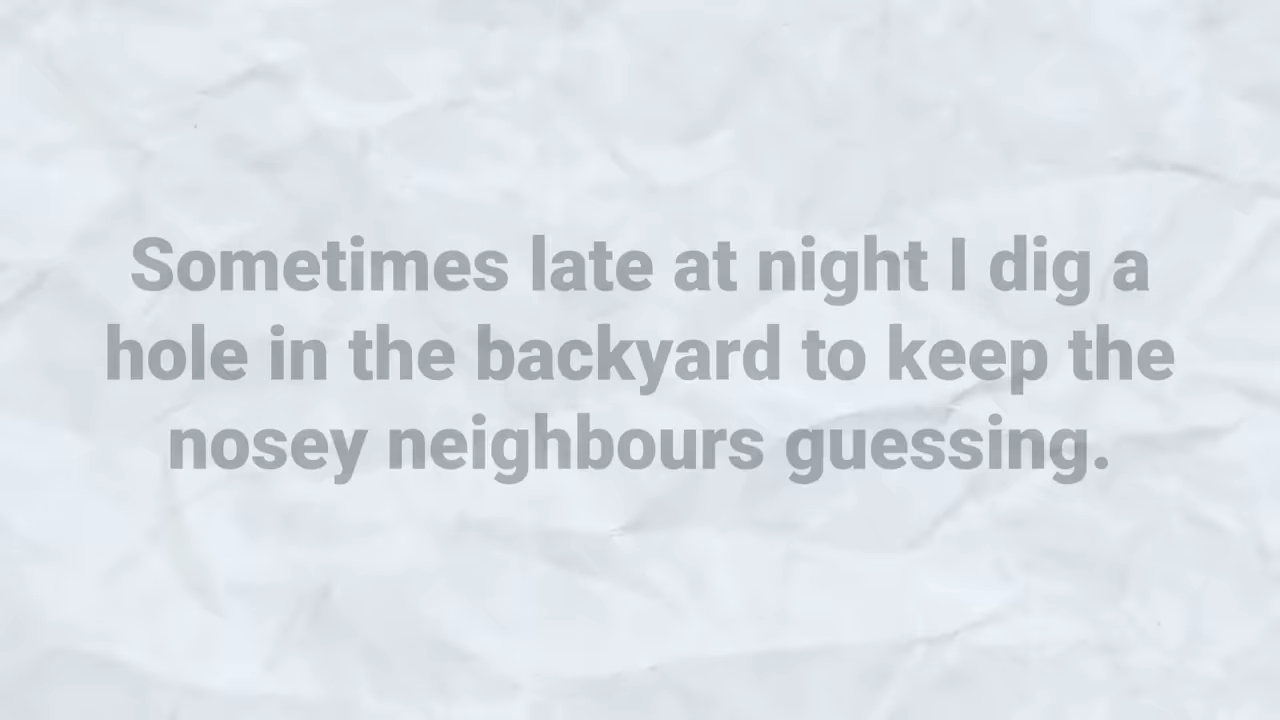 Sometimes late at night I dig a
hole in the backyard to keep the
nosey neighbours guessing.